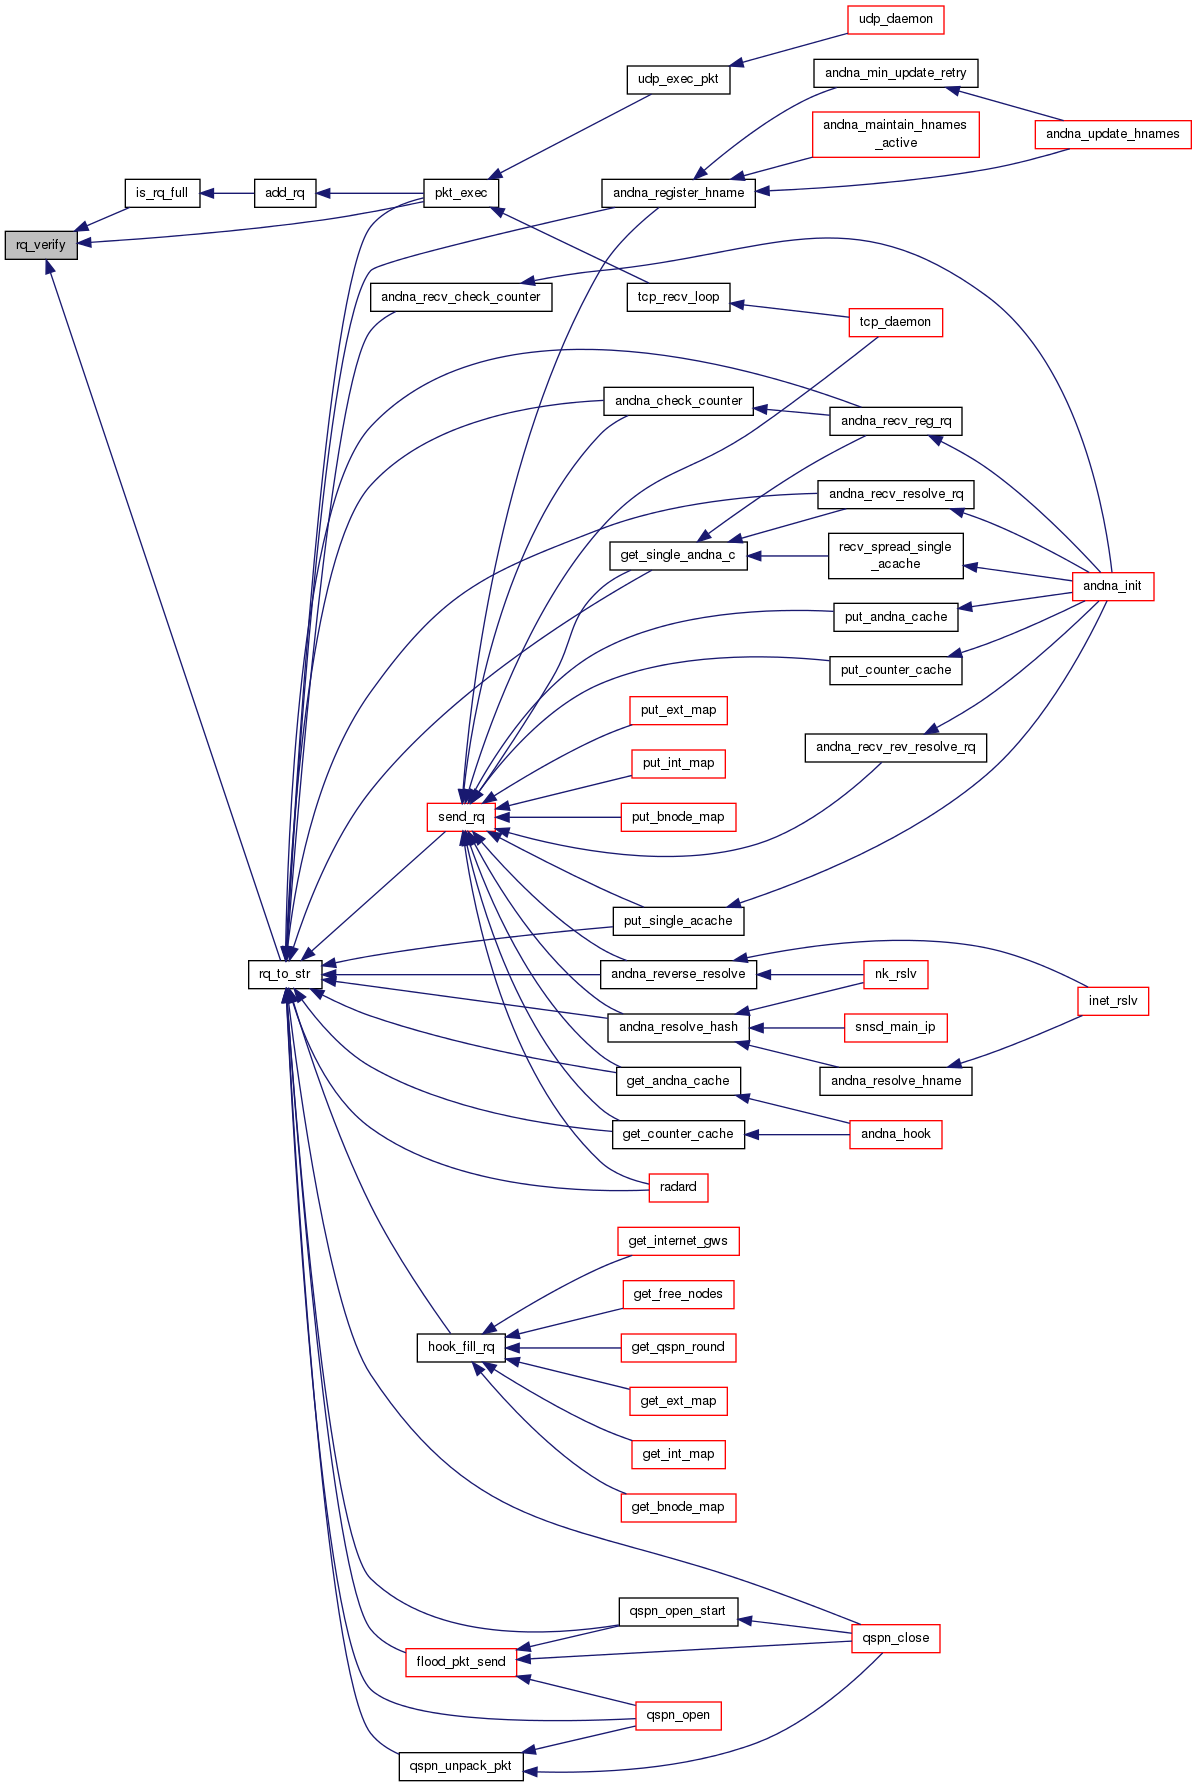 udp_daemon
andna_min_update_retry
udp_exec_pkt
andna_maintain_hnames
_active
andna_update_hnames
is_rq_full
add_rq
pkt_exec
andna_register_hname
rq_verify
andna_recv_check_counter
tcp_recv_loop
tcp_daemon
andna_check_counter
andna_recv_reg_rq
andna_recv_resolve_rq
get_single_andna_c
recv_spread_single
_acache
andna_init
put_andna_cache
put_counter_cache
put_ext_map
andna_recv_rev_resolve_rq
put_int_map
send_rq
put_bnode_map
put_single_acache
rq_to_str
andna_reverse_resolve
nk_rslv
inet_rslv
andna_resolve_hash
snsd_main_ip
get_andna_cache
andna_resolve_hname
get_counter_cache
andna_hook
radard
get_internet_gws
get_free_nodes
hook_fill_rq
get_qspn_round
get_ext_map
get_int_map
get_bnode_map
qspn_open_start
qspn_close
flood_pkt_send
qspn_open
qspn_unpack_pkt